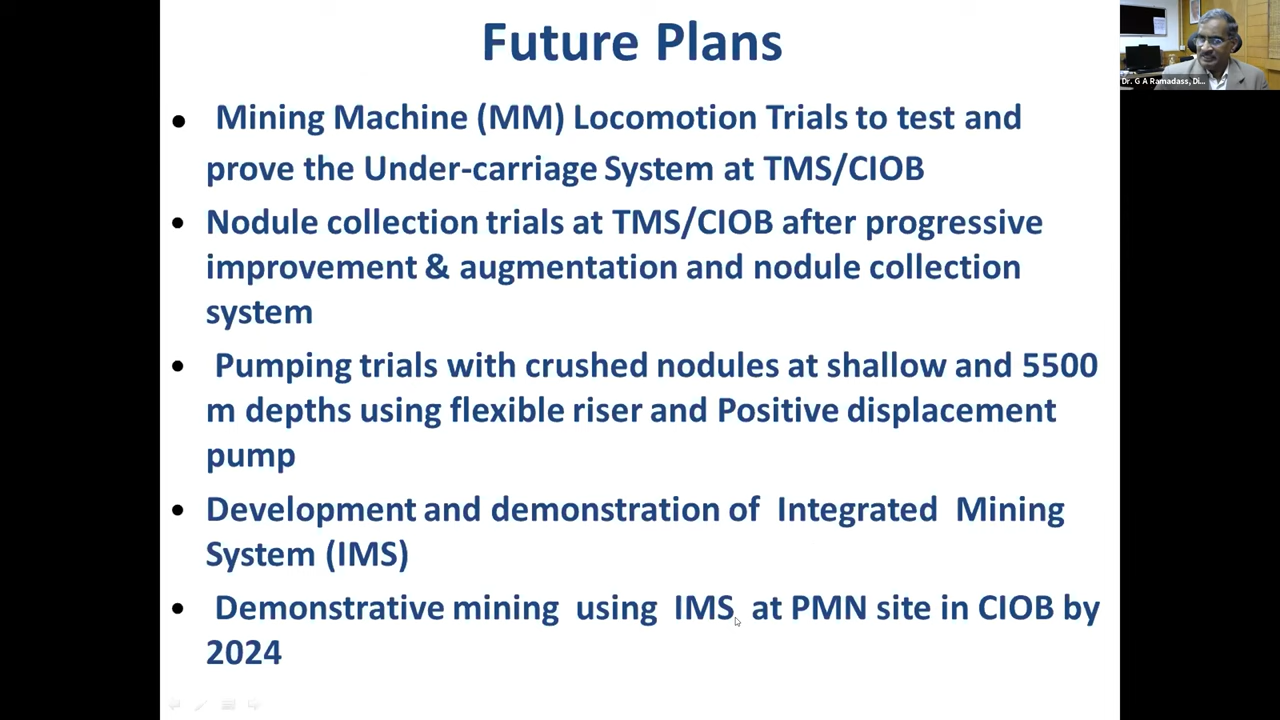 Future Plans
• Mining Machine (MM) Locomotion Trials to test and
prove the Under-carriage System at TMS/CIOB
• Nodule collection trials at TMS/CIOB after progressive
improvement & augmentation and nodule collection
system
• Pumping trials with crushed nodules at shallow and 5500
m depths using flexible riser and Positive displacement
pump
• Development and demonstration of Integrated Mining
System (IMS)
• Demonstrative mining using IMS at PMN site in CIOB by
2024
Dr. G A Ramadass, Di...